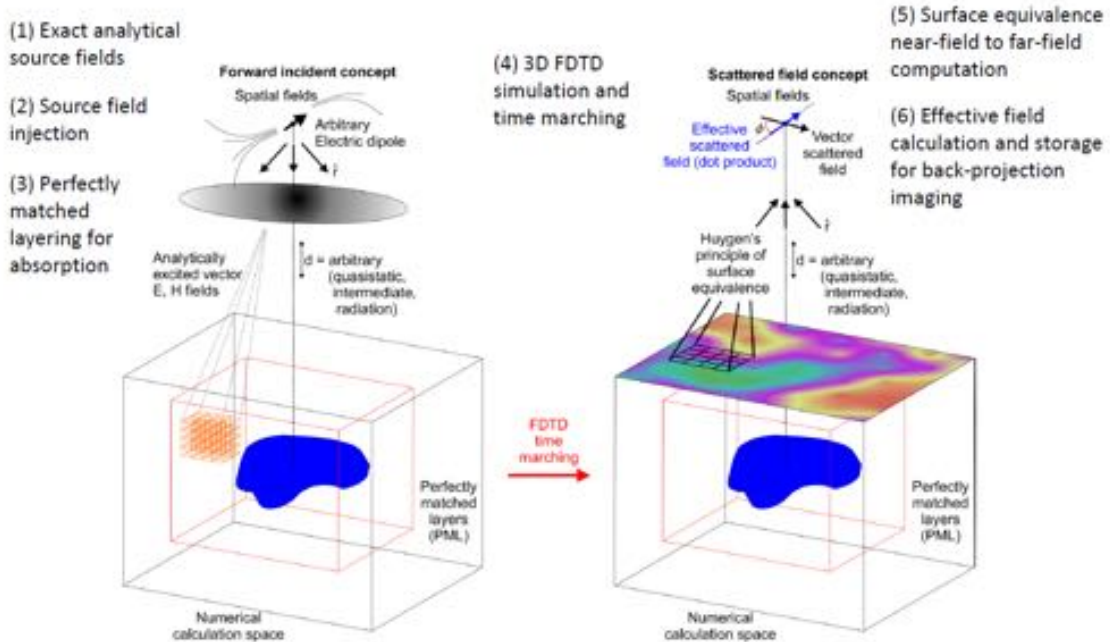 (1) Exact analytical
source fields
(2) Source field
injection
(3) Perfectly
matched
layering for
absorption
Forward incident concept
Spatial fields
Arbitrary
Electric dipole
r̂
Analytically
excited vector
E, H fields
d = arbitrary
(quasistatic,
intermediate,
radiation)
Perfectly
matched
layers
(PML)
Numerical
calculation space
(4) 3D FDTD
simulation and
time marching
FDTD
time
marching
Scattered field concept
Spatial fields
ϕ
Effective
scattered
field (dot product)
Vector
scattered
field
r̂
Huygen's
principle of
surface
equivalence
d = arbitrary
(quasistatic,
intermediate,
radiation)
Perfectly
matched
layers
(PML)
Numerical
calculation space
(5) Surface equivalence
near-field to far-field
computation
(6) Effective field
calculation and storage
for back-projection
imaging